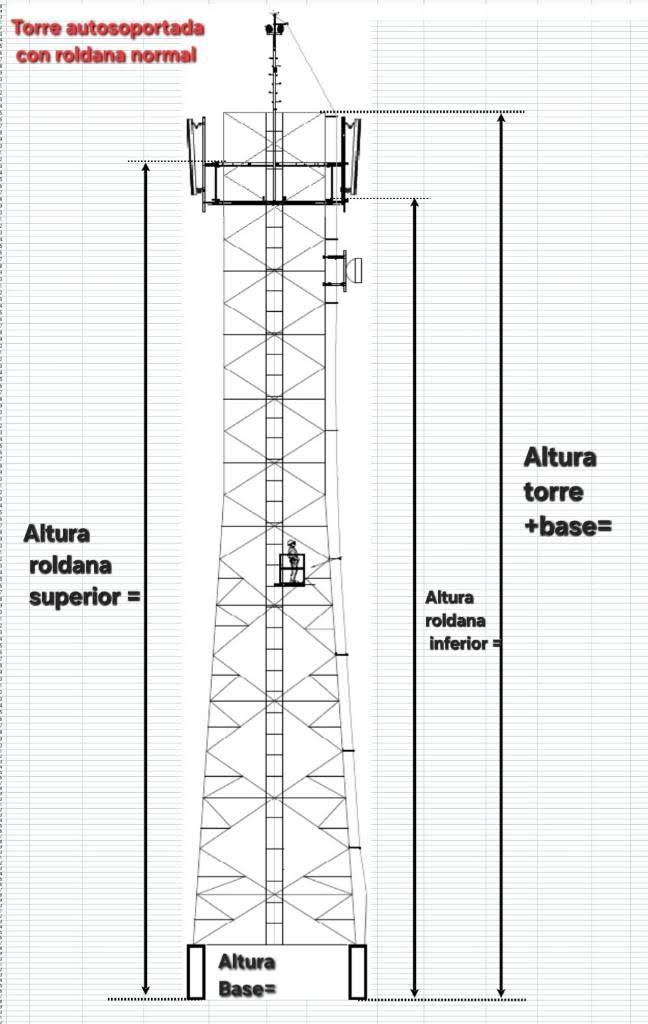 Torre autosoportada
con roldana normal
Altura
torre
+base=
Altura
roldana
superior =
Altura
roldana
inferior =
Altura
Base=